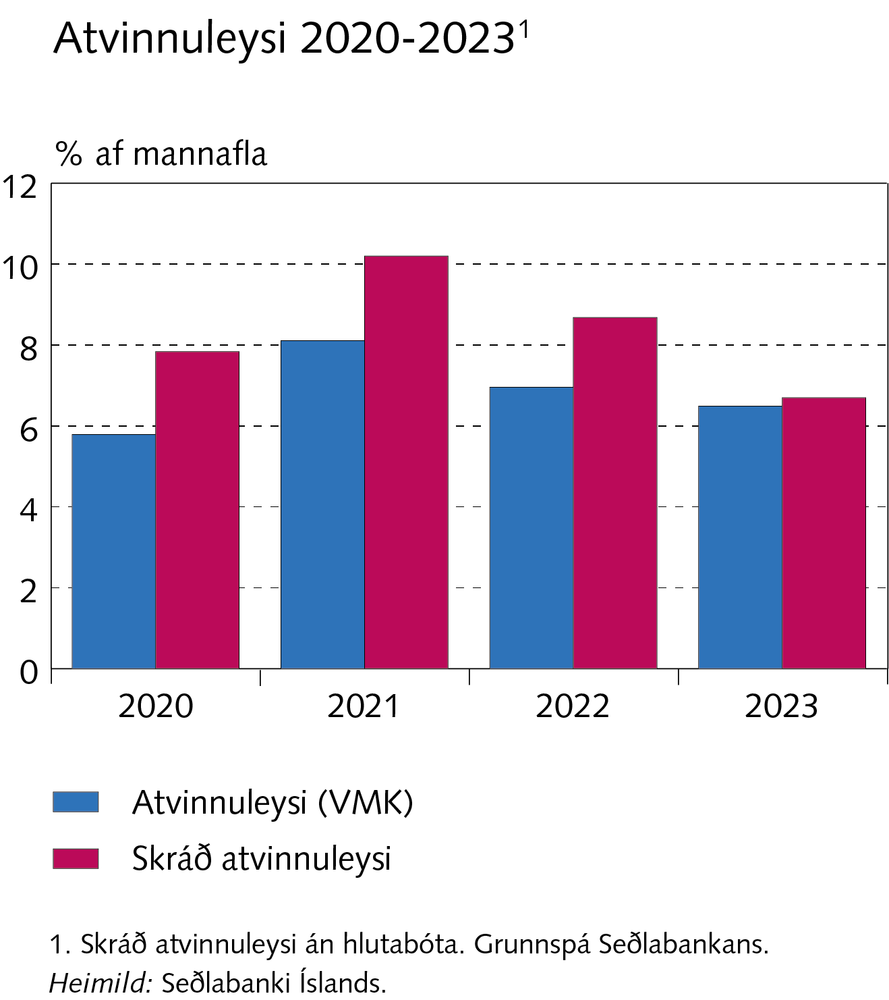 Atvinnuleysi 2020-2023¹
% af mannafla
12
10
8
6
4
2
0
2020 2021 2022 2023
Atvinnuleysi (VMK)
Skráð atvinnuleysi
1. Skráð atvinnuleysi án hlutabóta. Grunnspá Seðlabankans.
Heimild: Seðlabanki Íslands.